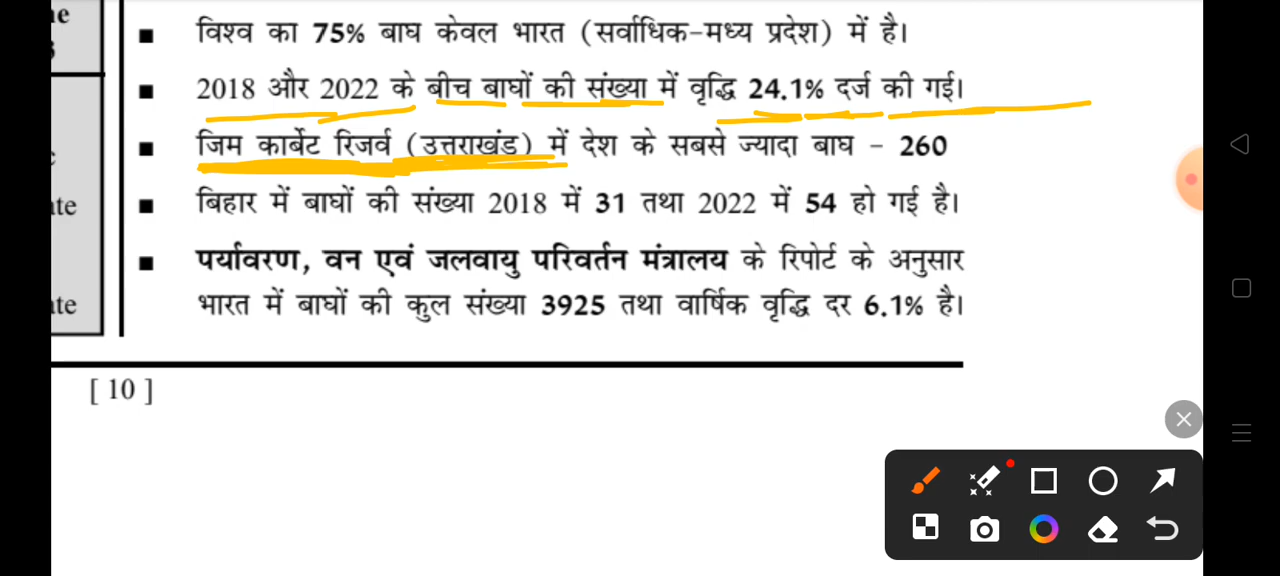 विश्व का 75% बाघ केवल भारत (सर्वाधिक-मध्य प्रदेश) में है।
2018 और 2022 के बीच बाघों की संख्या में वृद्धि 24.1% दर्ज की गई।
जिम कार्बेट रिजर्व (उत्तराखंड) में देश के सबसे ज्यादा बाघ – 260
बिहार में बाघों की संख्या 2018 में 31 तथा 2022 में 54 हो गई है।
पर्यावरण, वन एवं जलवायु परिवर्तन मंत्रालय के रिपोर्ट के अनुसार
भारत में बाघों की कुल संख्या 3925 तथा वार्षिक वृद्धि दर 6.1% है।
[ 10 ]